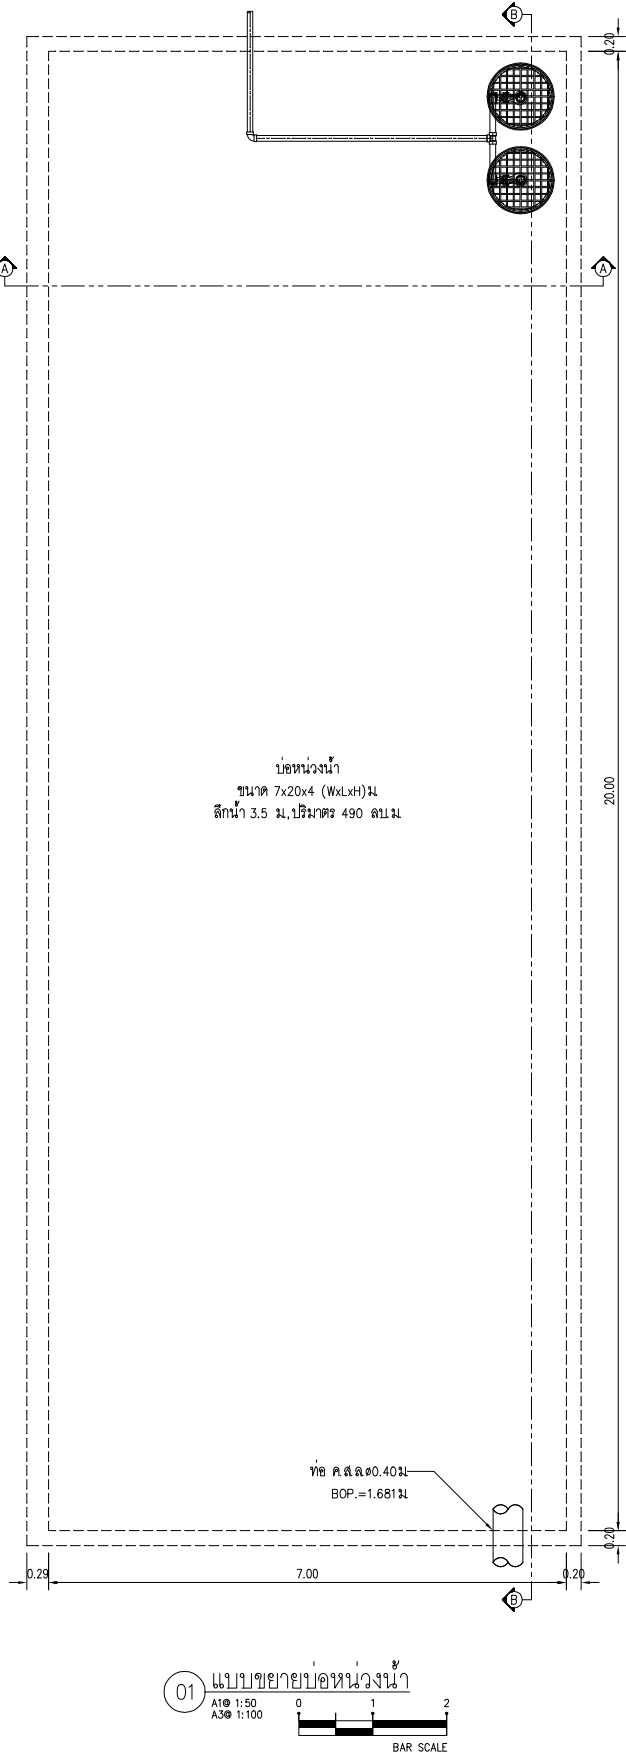 B
0.20
A
A
บ่อหน่วงน้ำ
ขนาด 7x20x4 (WxLxH)ม.
ลึกน้ำ 3.5 ม.,ปริมาตร 490 ลบ.ม.
20.00
ท่อ ค.ส.ล.ø0.40ม.
BOP.=1.681ม.
0.20
0.29
7.00
0.20
B
01
แบบขยายบ่อหน่วงน้ำ
A1@ 1:50
A3@ 1:100
0 1 2
BAR SCALE